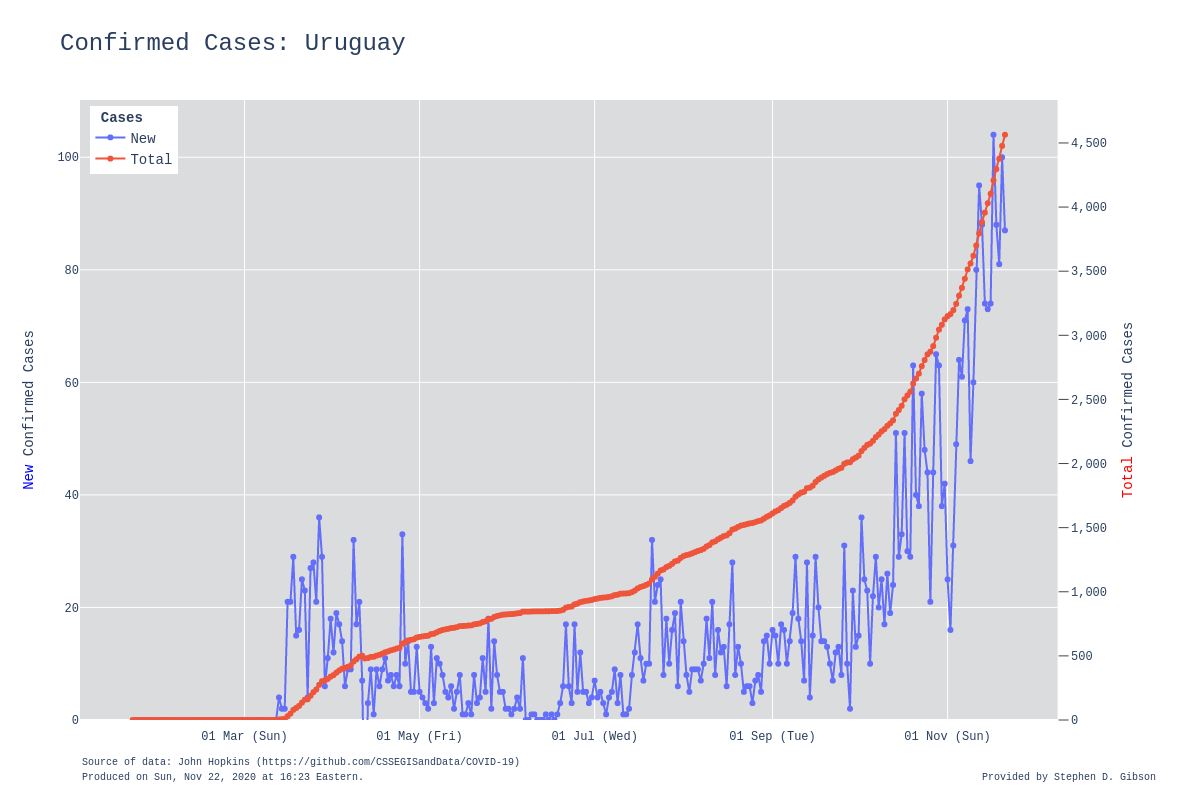 Confirmed Cases: Uruguay
Cases
New
Total
100
80
60
40
20
0
4,500
4,000
3,500
3,000
2,500
2,000
1,500
1,000
500
0
New Confirmed Cases
Total Confirmed Cases
01 Mar (Sun)
01 May (Fri)
01 Jul (Wed)
01 Sep (Tue)
01 Nov (Sun)
Source of data: John Hopkins (https://github.com/CSSEGISandData/COVID-19)
Produced on Sun, Nov 22, 2020 at 16:23 Eastern.
Provided by Stephen D. Gibson